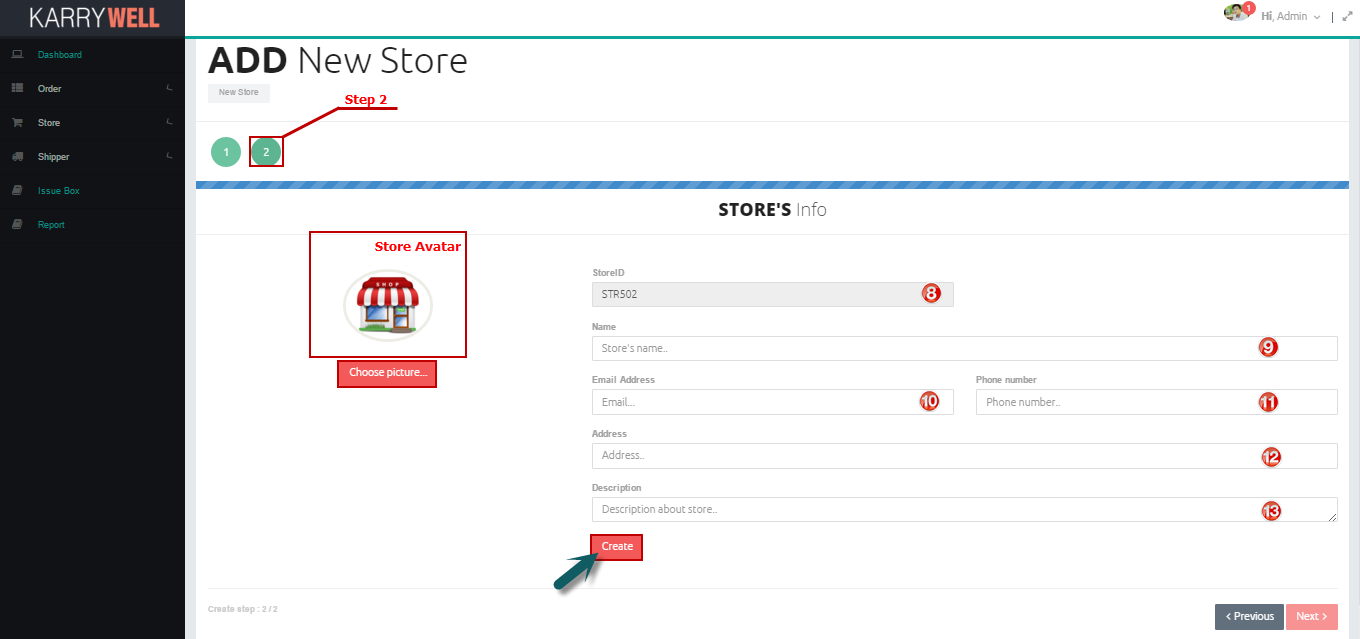 KARRYWELL
1
Hi, Admin
Dashboard
Order
Store
Shipper
Issue Box
Report
ADD New Store
New Store
Step 2
1
2
STORE'S Info
Store Avatar
SHOP
Choose picture...
StoreID
STR502
8
Name
Store's name..
9
Email Address
Phone number
Email...
10
Phone number..
11
Address
Address..
12
Description
Description about store..
13
Create
Create step : 2 / 2
< Previous
Next >